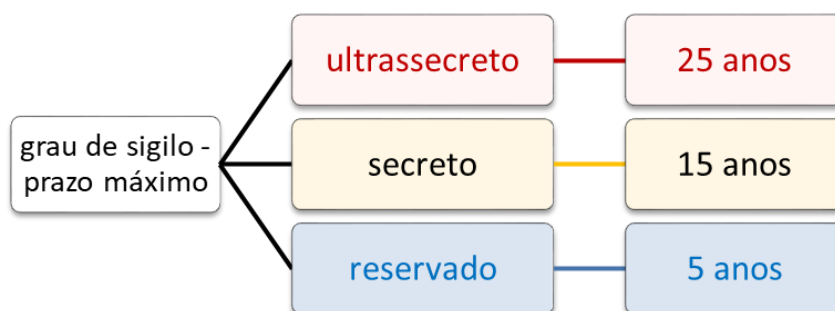 grau de sigilo -
prazo máximo
ultrassecreto
25 anos
secreto
15 anos
reservado
5 anos